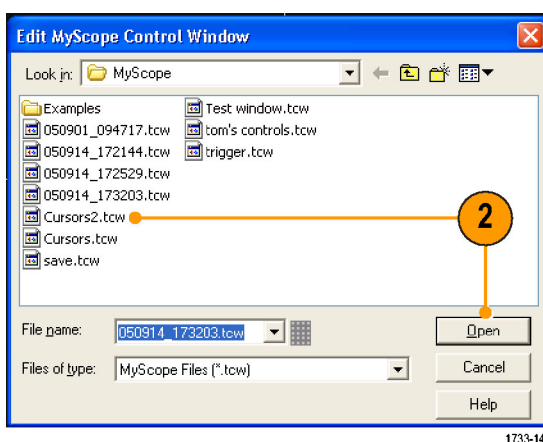 Edit MyScope Control Window
Look in: MyScope
Examples
050901_094717.tcw
050914_172144.tcw
050914_172529.tcw
050914_173203.tcw
Cursors2.tcw
Cursors.tcw
save.tcw
Test window.tcw
tom's controls.tcw
trigger.tcw
2
File name: 050914_173203.tcw Open
Files of type: MyScope Files (*.tcw) Cancel
Help
1733-14